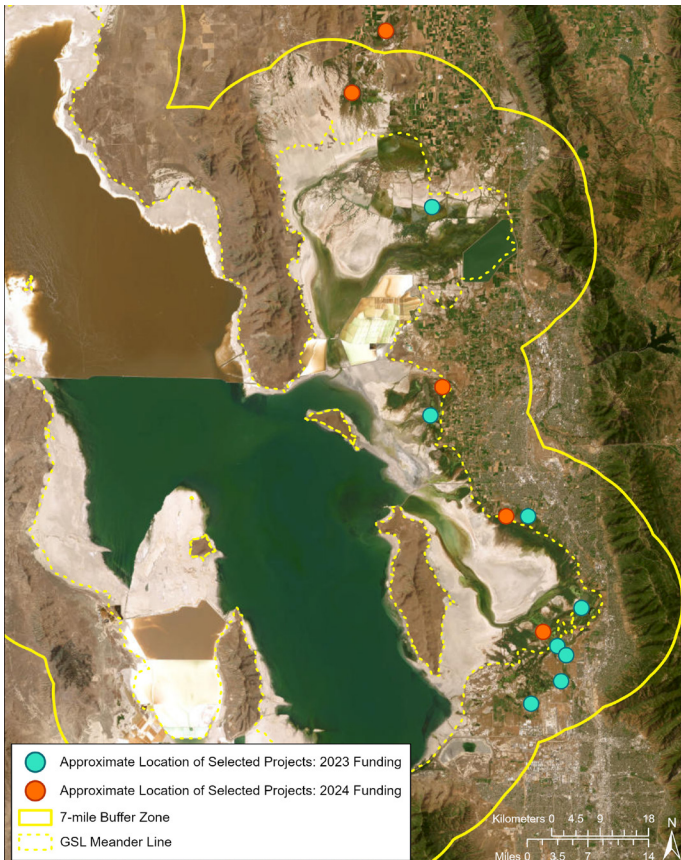 Approximate Location of Selected Projects: 2023 Funding
Approximate Location of Selected Projects: 2024 Funding
7-mile Buffer Zone
GSL Meander Line
Kilometers 0 4.5 9 18
N
Miles 0 3.5 7 14